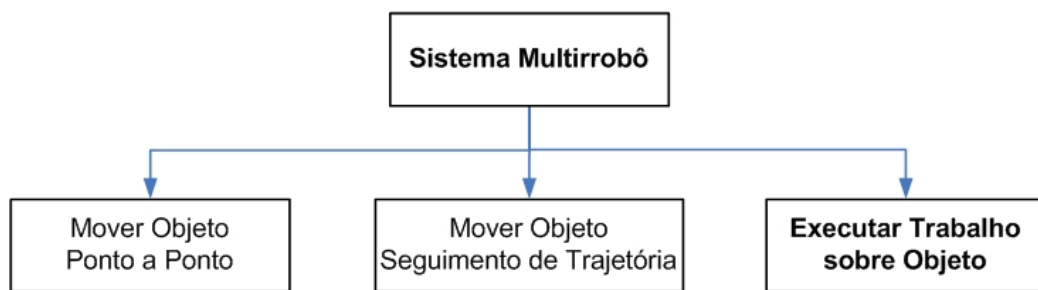 Sistema Multirrobô
Mover Objeto
Ponto a Ponto
Mover Objeto
Seguimento de Trajetória
Executar Trabalho
sobre Objeto